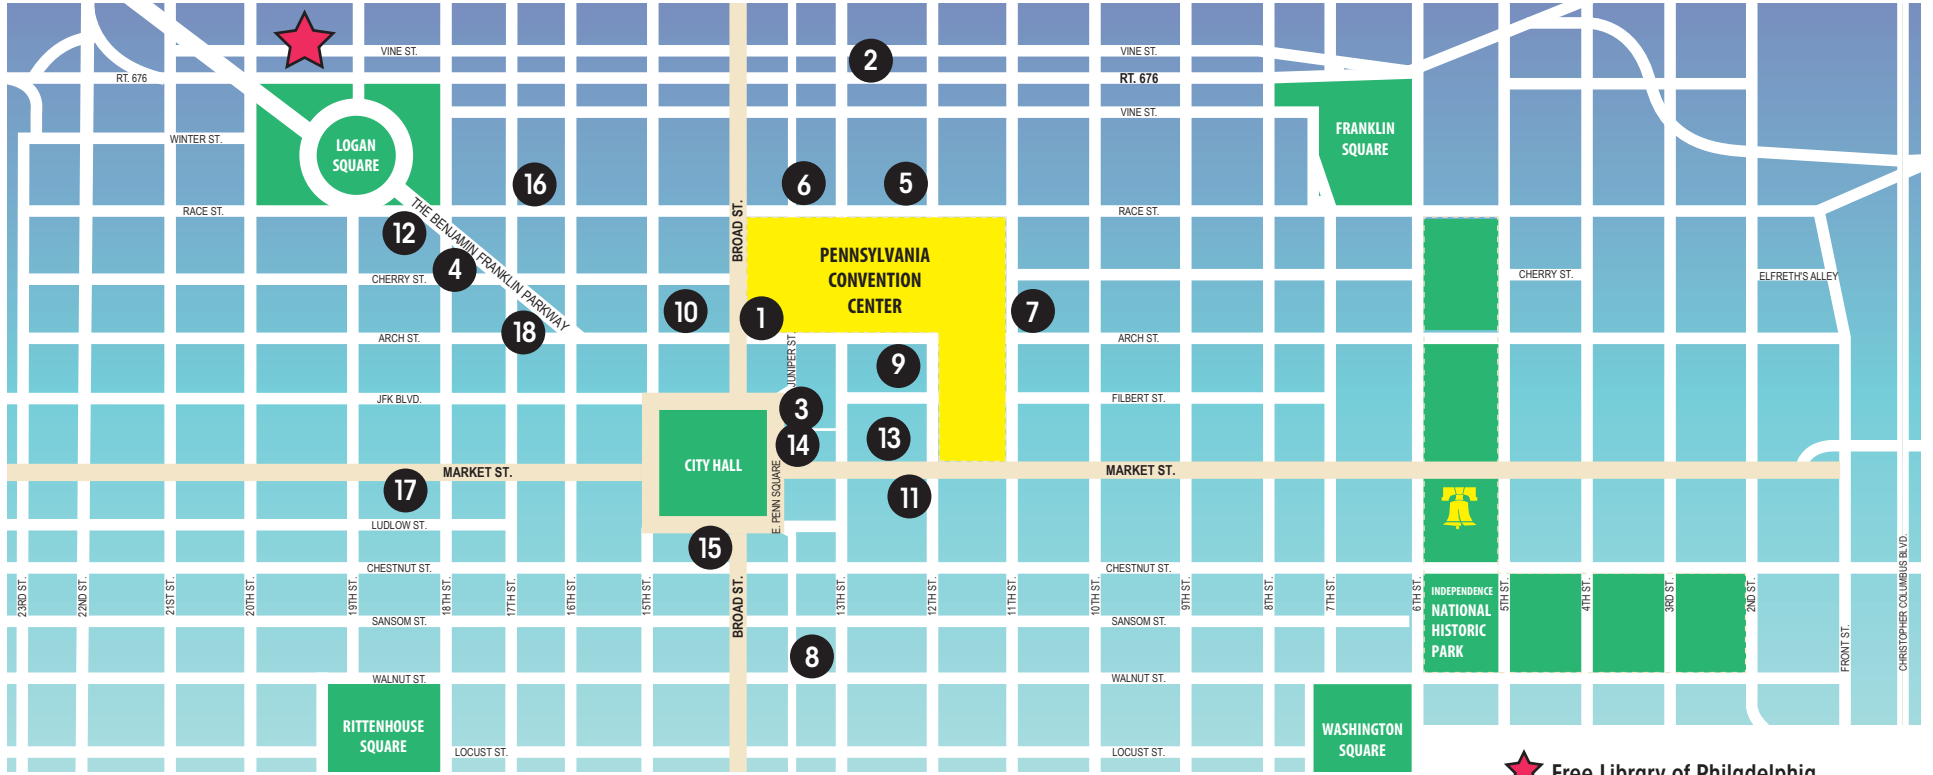 VINE ST.
VINE ST.
2
RT. 676
RT. 676
VINE ST.
WINTER ST.
LOGAN
SQUARE
FRANKLIN
SQUARE
16
6
5
RACE ST.
RACE ST.
THE BENJAMIN FRANKLIN PARKWAY
BROAD ST.
12
4
CHERRY ST.
PENNSYLVANIA
CONVENTION
CENTER
CHERRY ST.
ELFRETH'S ALLEY
10
1
7
18
ARCH ST.
JUNIPER ST.
ARCH ST.
9
JFK BLVD.
3
FILBERT ST.
14
13
CITY HALL
MARKET ST.
MARKET ST.
17
11
E. PENN SQUARE
LUDLOW ST.
15
CHESTNUT ST.
CHESTNUT ST.
23RD ST.
22ND ST.
21ST ST.
20TH ST.
19TH ST.
18TH ST.
17TH ST.
16TH ST.
15TH ST.
BROAD ST.
13TH ST.
12TH ST.
11TH ST.
10TH ST.
9TH ST.
8TH ST.
7TH ST.
6TH ST.
INDEPENDENCE
NATIONAL
HISTORIC
PARK
5TH ST.
4TH ST.
3RD ST.
2ND ST.
FRONT ST.
CHRISTOPHER COLUMBUS BLVD.
SANSOM ST.
SANSOM ST.
8
WALNUT ST.
WALNUT ST.
RITTENHOUSE
SQUARE
WASHINGTON
SQUARE
LOCUST ST.
LOCUST ST.
Free Library of Philadelphia